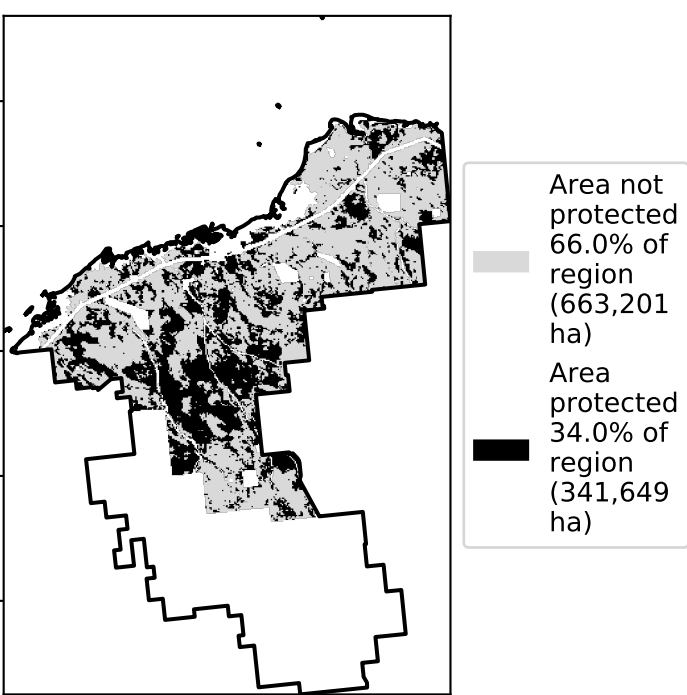 Area not
protected
66.0% of
region
(663,201
ha)
Area
protected
34.0% of
region
(341,649
ha)